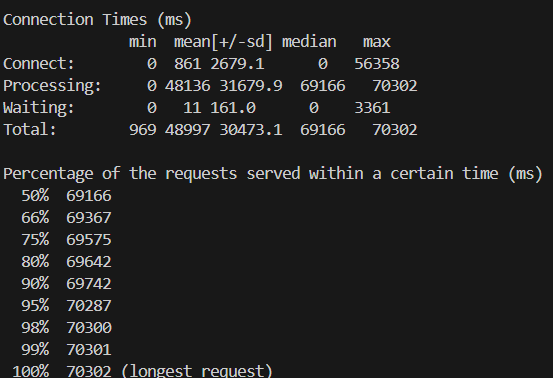 Connection Times (ms)
              min  mean[+/-sd] median   max
Connect:        0  861 2679.1      0   56358
Processing:     0 48136 31679.9  69166   70302
Waiting:        0   11 161.0      0    3361
Total:        969 48997 30473.1  69166   70302

Percentage of the requests served within a certain time (ms)
  50%  69166
  66%  69367
  75%  69575
  80%  69642
  90%  69742
  95%  70287
  98%  70300
  99%  70301
 100%  70302 (longest request)